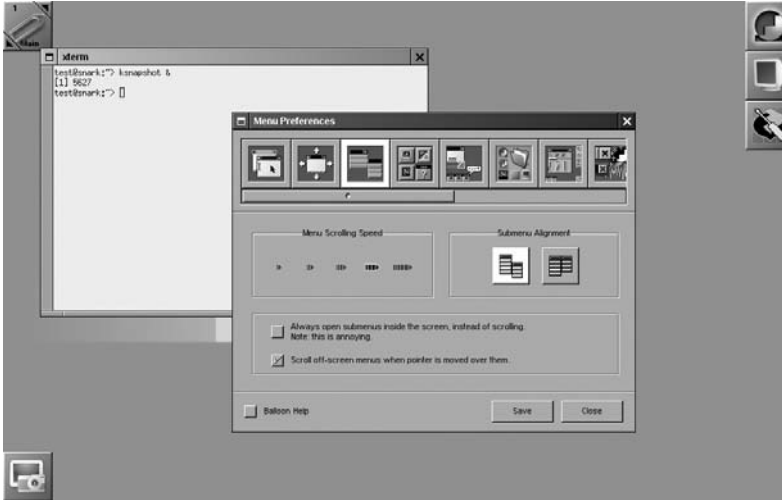 1
Main
xterm
test@snark:~> ksnapshot &
[1] 5627
test@snark:~> []
Menu Preferences
Menu Scrolling Speed
Submenu Alignment
Always open submenus inside the screen, instead of scrolling.
Note: this is annoying.
Scroll off-screen menus when pointer is moved over them.
Balloon Help
Save
Close